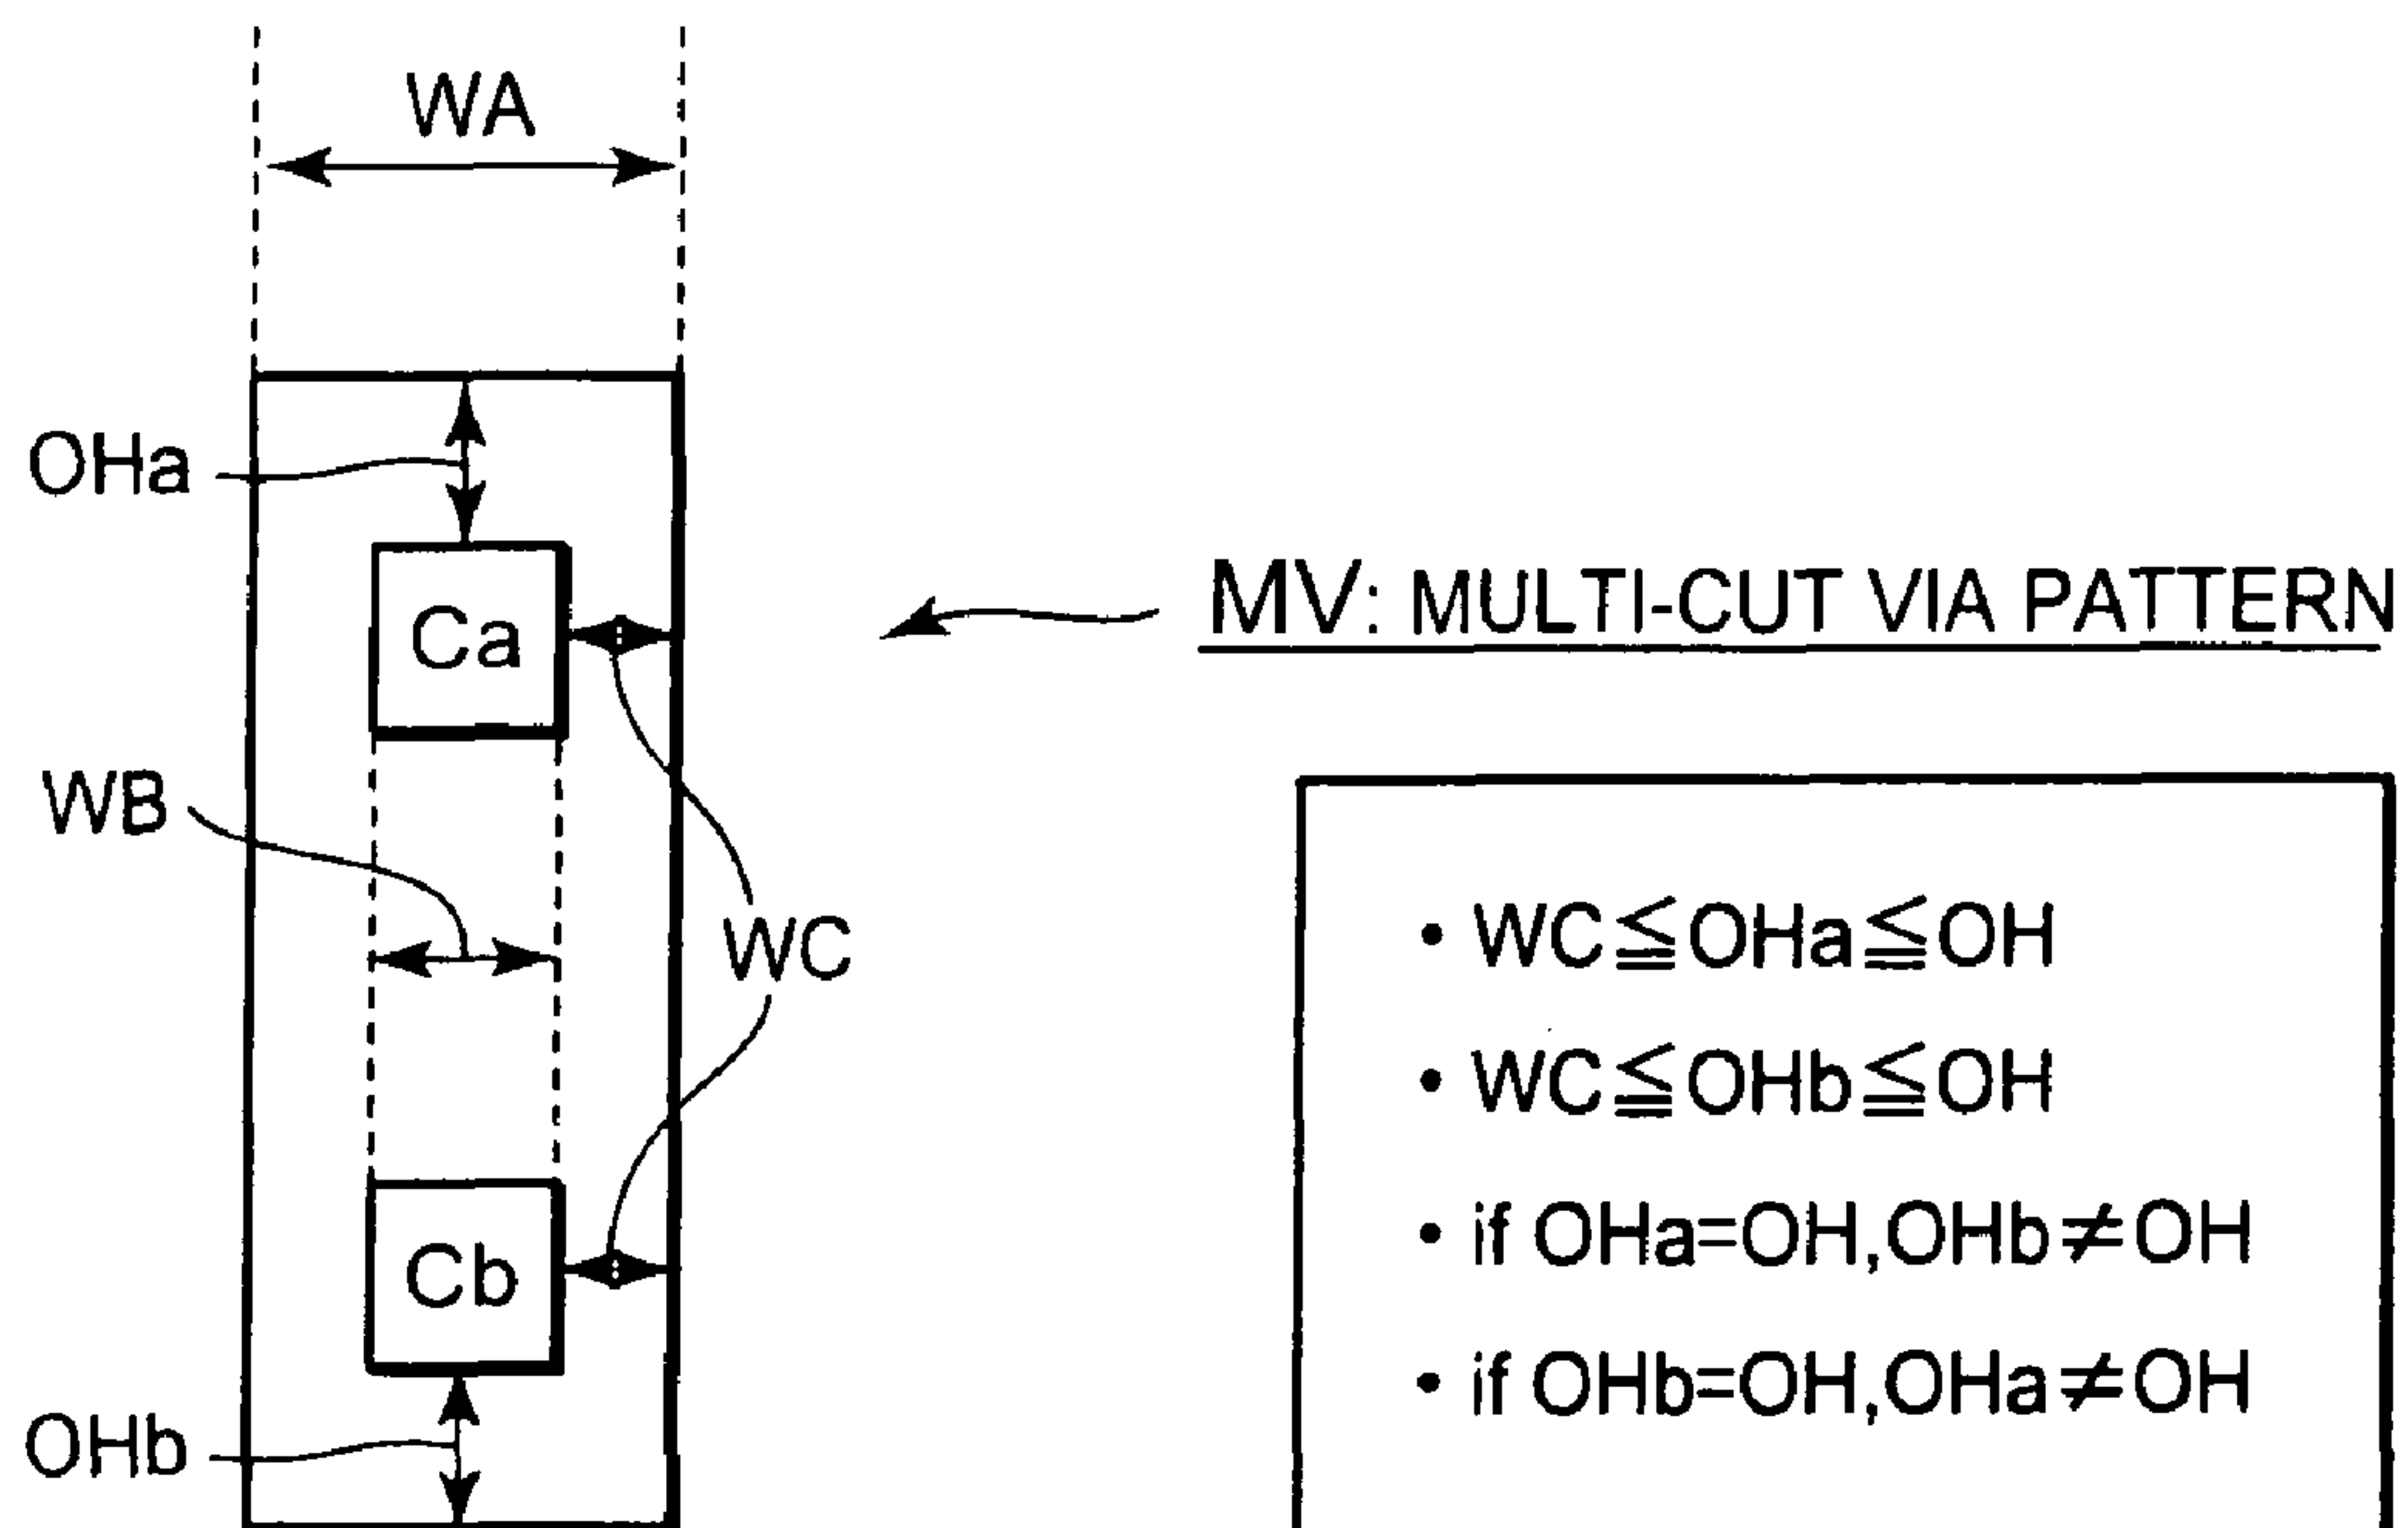 WA
OHa
Ca
MV: MULTI-CUT VIA PATTERN
WB
WC
• WC≦OHa≦OH
• WC≦OHb≦OH
• if OHa=OH,OHb≠OH
Cb
• if OHb=OH,OHa≠OH
OHb